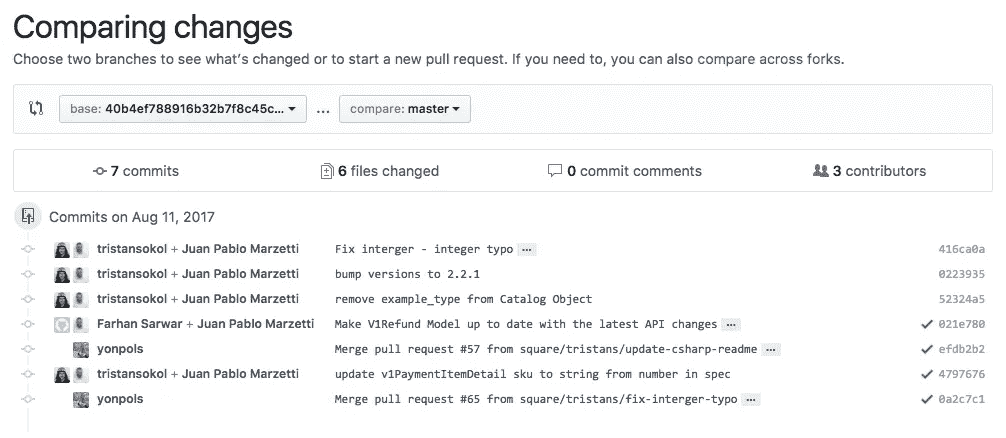 Comparing changes
Choose two branches to see what's changed or to start a new pull request. If you need to, you can also compare across forks.
base: 40b4ef788916b32b7f8c45c... ... compare: master
7 commits 6 files changed 0 commit comments 3 contributors
Commits on Aug 11, 2017
tristansokol + Juan Pablo Marzetti Fix interger - integer typo ... 416ca0a
tristansokol + Juan Pablo Marzetti bump versions to 2.2.1 0223935
tristansokol + Juan Pablo Marzetti remove example_type from Catalog Object 52324a5
Farhan Sarwar + Juan Pablo Marzetti Make V1Refund Model up to date with the latest API changes ... 021e780
yonpols Merge pull request #57 from square/tristans/update-csharp-readme ... efdb2b2
tristansokol + Juan Pablo Marzetti update v1PaymentItemDetail sku to string from number in spec 4797676
yonpols Merge pull request #65 from square/tristans/fix-interger-typo ... 0a2c7c1